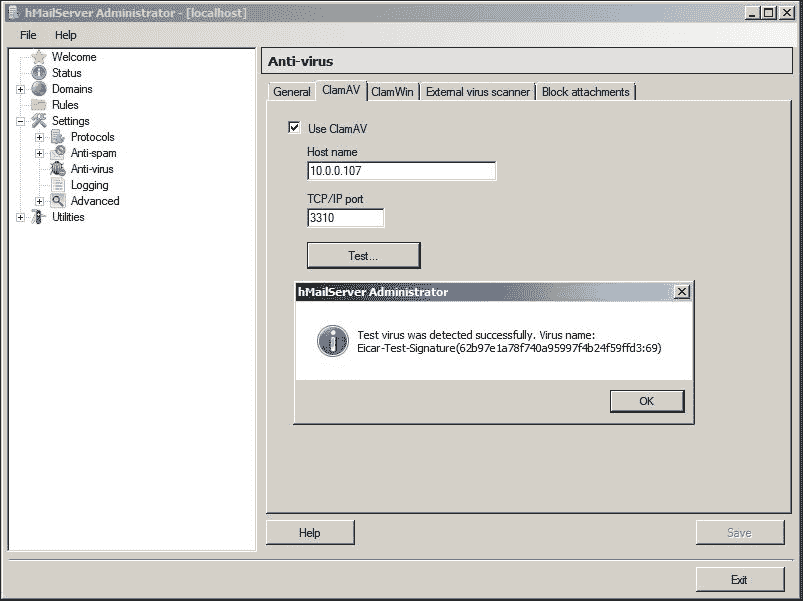 hMailServer Administrator - [localhost]
File Help
Welcome
Status
Domains
Rules
Settings
Protocols
Anti-spam
Anti-virus
Logging
Advanced
Utilities
Anti-virus
General ClamAV ClamWin External virus scanner Block attachments
Use ClamAV
Host name
10.0.0.107
TCP/IP port
3310
Test...
hMailServer Administrator
Test virus was detected successfully. Virus name:
Eicar-Test-Signature(62b97e1a78f740a95997f4b24f59ffd3:69)
OK
Help Save
Exit